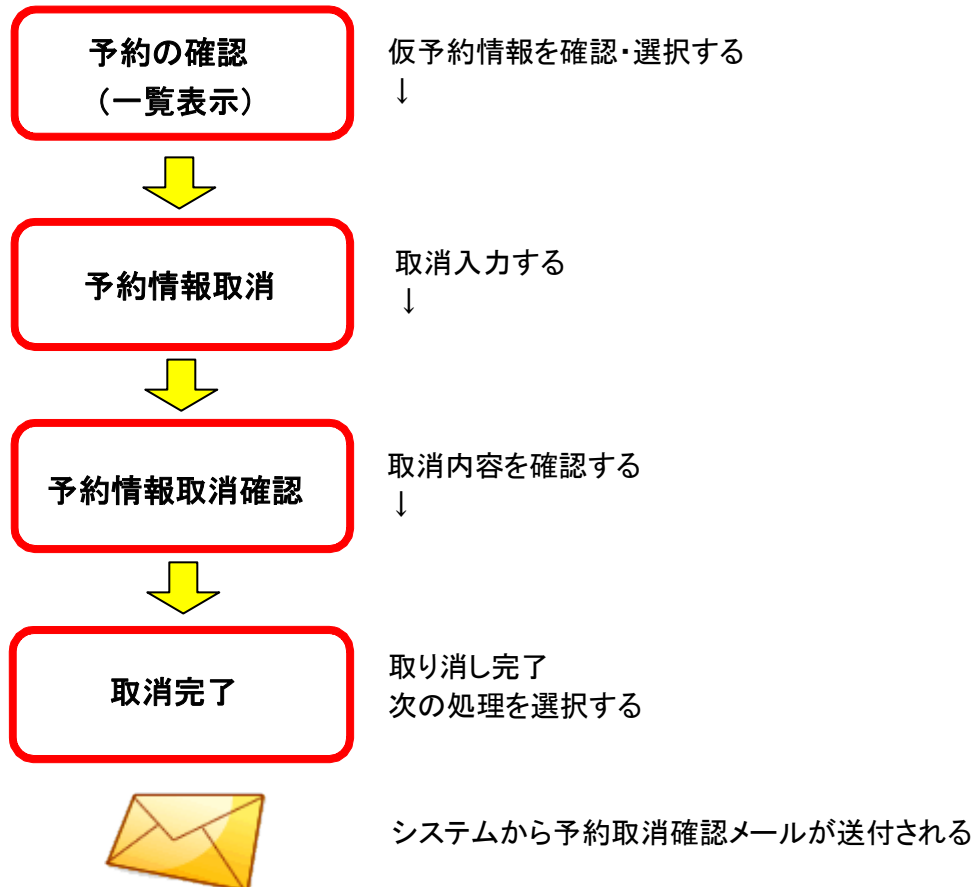 予約の確認
（一覧表示）
仮予約情報を確認・選択する
↓
予約情報取消
取消入力する
↓
予約情報取消確認
取消内容を確認する
↓
取消完了
取り消し完了
次の処理を選択する
システムから予約取消確認メールが送付される